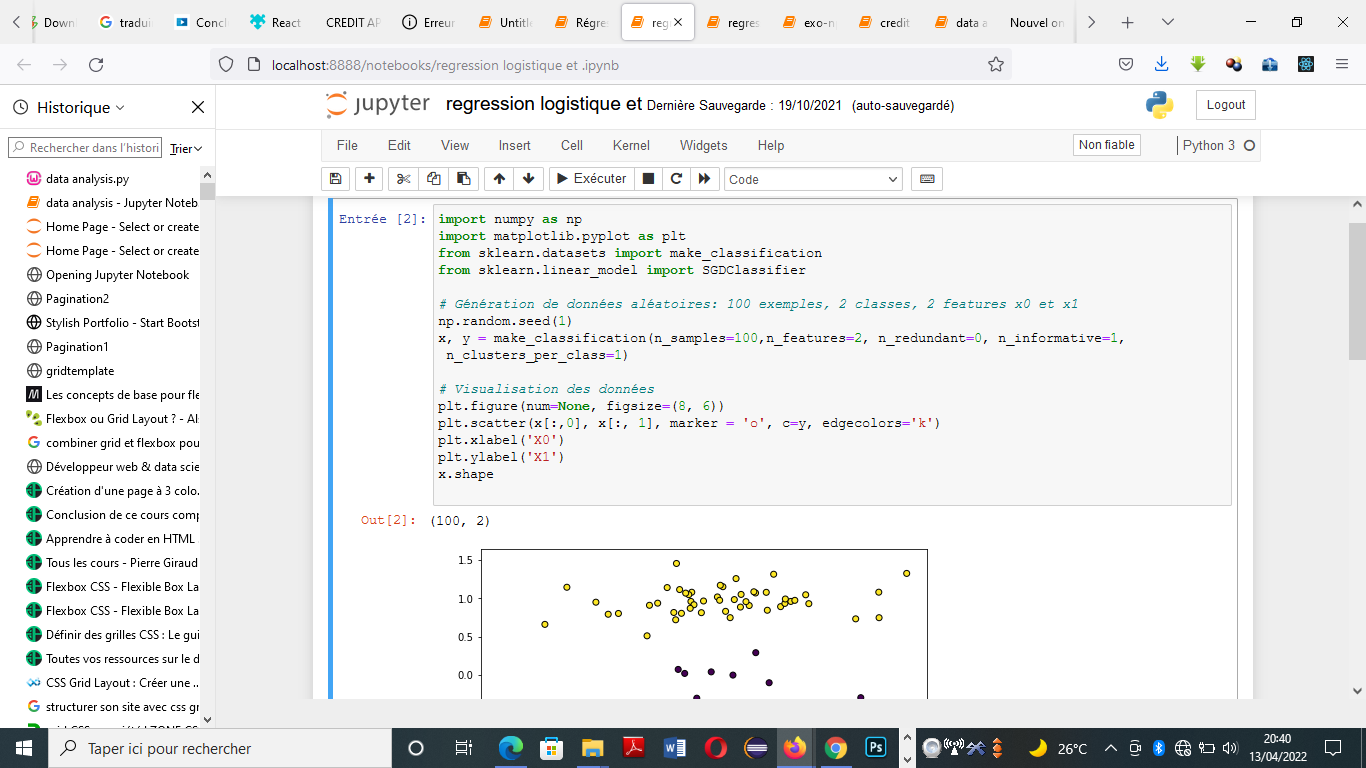 Down
traduir
Concl
React
CREDIT AP
Erreur
Untitle
Régres
reg
regres
exo-n
credit
data a
Nouvel on
localhost:8888/notebooks/regression logistique et .ipynb
Historique
Rechercher dans l'histori
Trier
data analysis.py
data analysis - Jupyter Noteb
Home Page - Select or create
Home Page - Select or create
Opening Jupyter Notebook
Pagination2
Stylish Portfolio - Start Bootst
Pagination1
gridtemplate
Les concepts de base pour fle
Flexbox ou Grid Layout ? - Al
combiner grid et flexbox pou
Développeur web & data scie
Création d'une page à 3 colo.
Conclusion de ce cours comp
Apprendre à coder en HTML
Tous les cours - Pierre Giraud
Flexbox CSS - Flexible Box La
Flexbox CSS - Flexible Box La
Définir des grilles CSS : Le gui
Toutes vos ressources sur le d
CSS Grid Layout : Créer une ..
structurer son site avec css gr
jupyter
regression logistique et Dernière Sauvegarde : 19/10/2021 (auto-sauvegardé)
Logout
File Edit View Insert Cell Kernel Widgets Help
Non fiable
Python 3
Exécuter
Code
Entrée [2]:
import numpy as np
import matplotlib.pyplot as plt
from sklearn.datasets import make_classification
from sklearn.linear_model import SGDClassifier
# Génération de données aléatoires: 100 exemples, 2 classes, 2 features x0 et x1
np.random.seed(1)
x, y = make_classification(n_samples=100,n_features=2, n_redundant=0, n_informative=1,
n_clusters_per_class=1)
# Visualisation des données
plt.figure(num=None, figsize=(8, 6))
plt.scatter(x[:,0], x[:, 1], marker = 'o', c=y, edgecolors='k')
plt.xlabel('X0')
plt.ylabel('X1')
x.shape
Out[2]: (100, 2)
1.5
1.0
0.5
0.0
Taper ici pour rechercher
26°C
20:40
13/04/2022